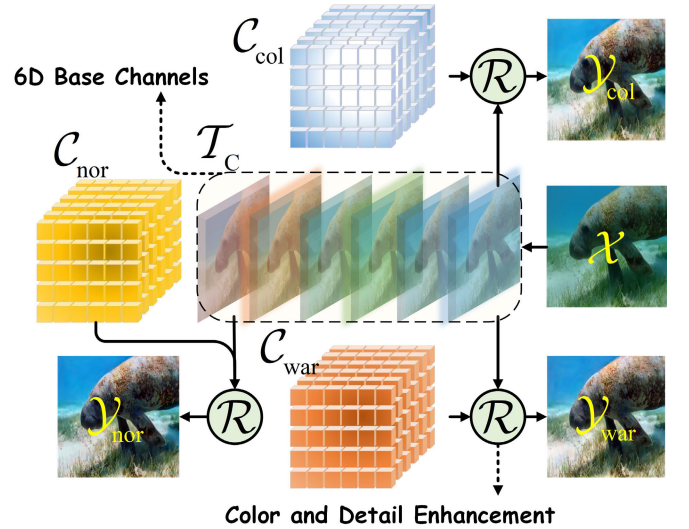 C_col
R
Y_col
6D Base Channels
C_nor
T_C
X
C_war
Y_nor
R
R
Y_war
Color and Detail Enhancement